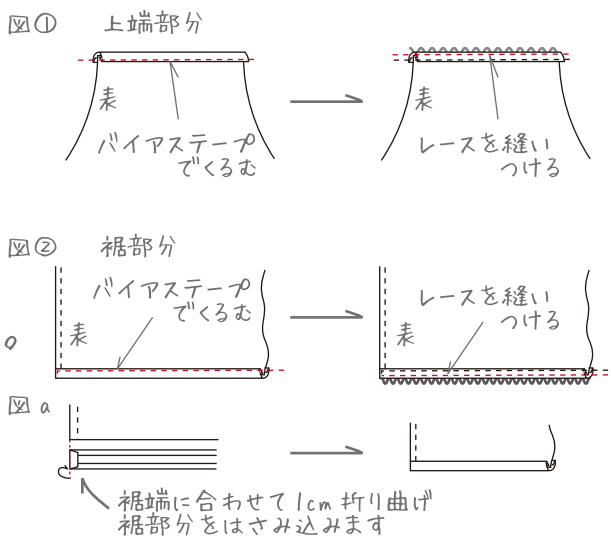 図① 上端部分
表
バイアステープ
でくるむ
表
レースを縫い
つける
図② 裾部分
表
バイアステープ
でくるむ
表
レースを縫い
つける
図a
裾端に合わせて1cm折り曲げ
裾部分をはさみ込みます